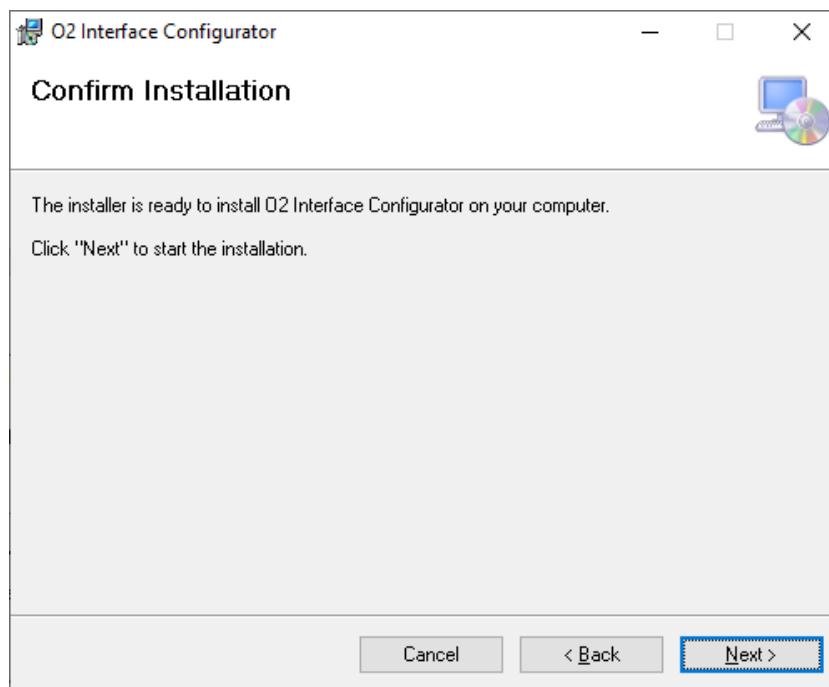 O2 Interface Configurator
Confirm Installation
The installer is ready to install O2 Interface Configurator on your computer.
Click "Next" to start the installation.
Cancel
< Back
Next >